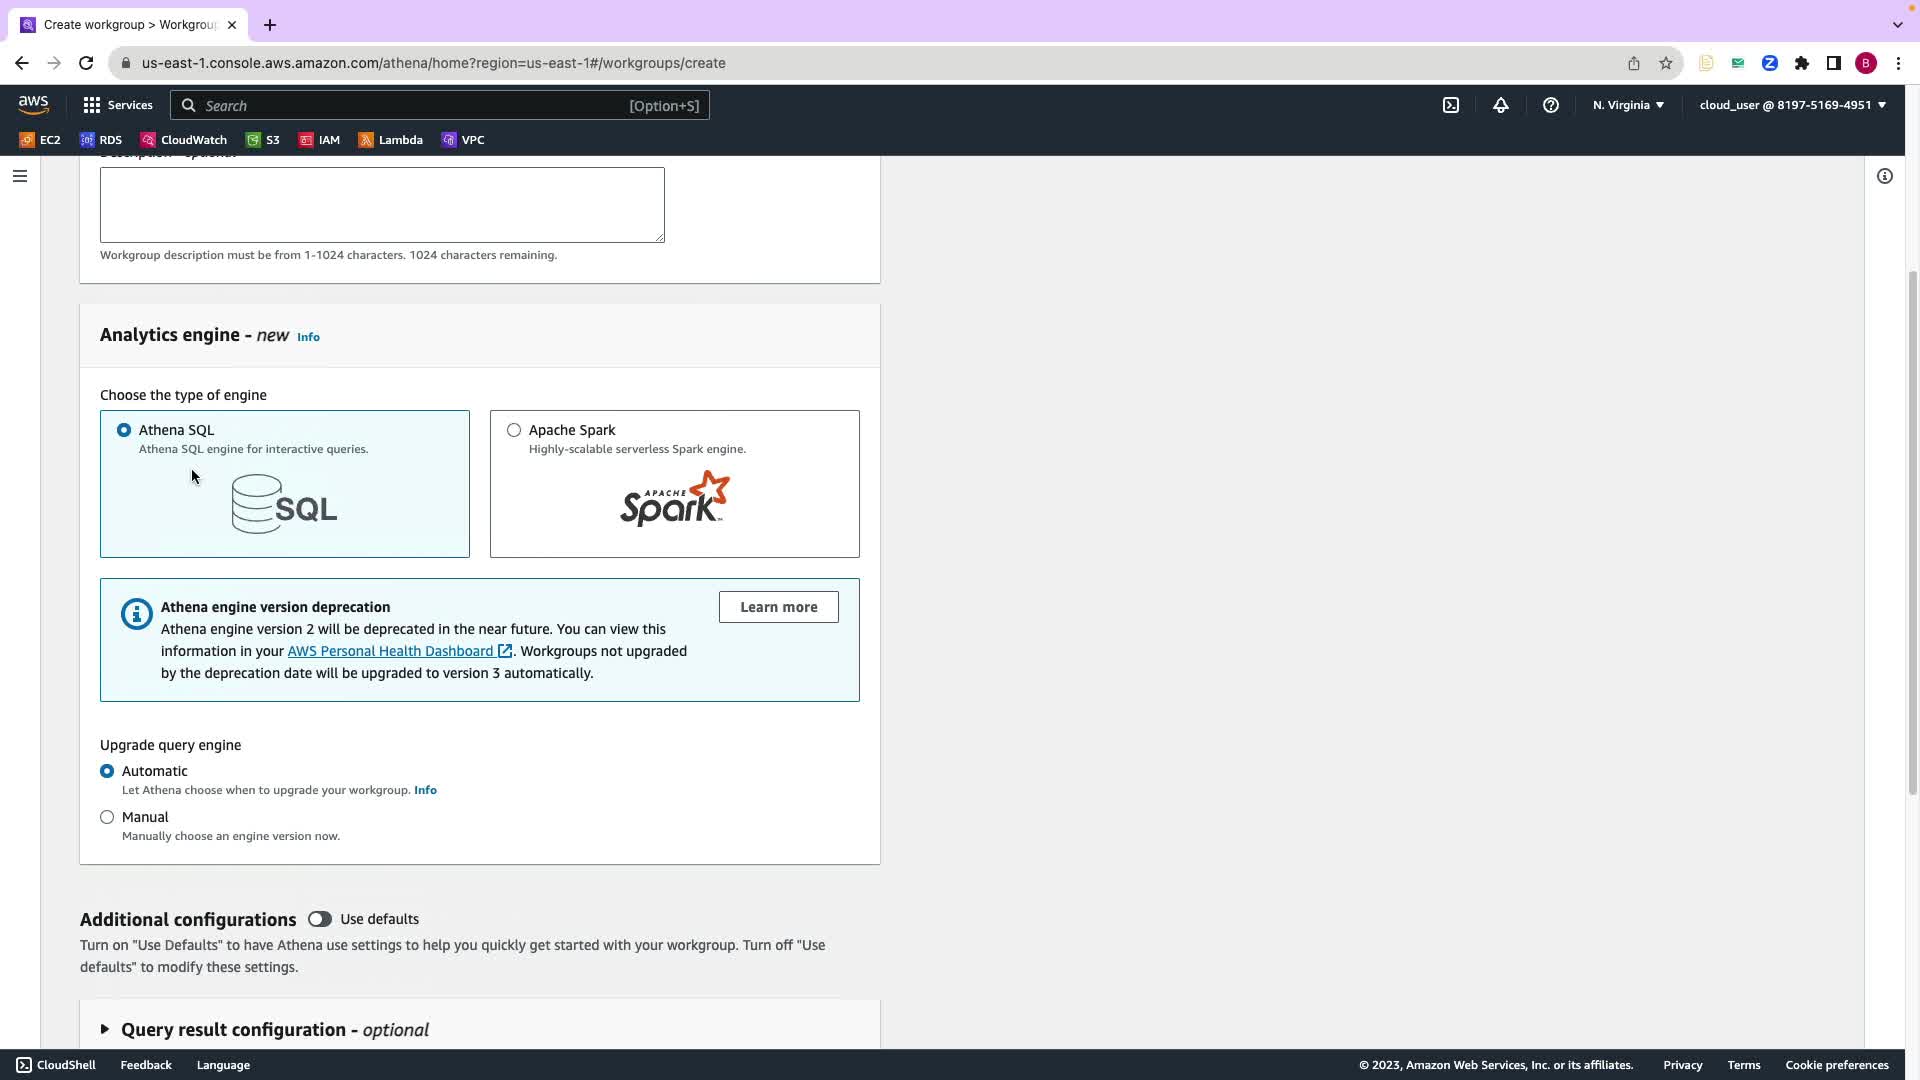 Create workgroup > Workgroup
us-east-1.console.aws.amazon.com/athena/home?region=us-east-1#/workgroups/create
B
aws
Services
Search
[Option+S]
N. Virginia
cloud_user @ 8197-5169-4951
EC2
RDS
CloudWatch
S3
IAM
Lambda
VPC
Description - optional
Workgroup description must be from 1-1024 characters. 1024 characters remaining.
Analytics engine - new Info
Choose the type of engine
Athena SQL
Athena SQL engine for interactive queries.
SQL
Apache Spark
Highly-scalable serverless Spark engine.
APACHE
Spark
Athena engine version deprecation
Learn more
Athena engine version 2 will be deprecated in the near future. You can view this
information in your AWS Personal Health Dashboard . Workgroups not upgraded
by the deprecation date will be upgraded to version 3 automatically.
Upgrade query engine
Automatic
Let Athena choose when to upgrade your workgroup. Info
Manual
Manually choose an engine version now.
Additional configurations
Use defaults
Turn on "Use Defaults" to have Athena use settings to help you quickly get started with your workgroup. Turn off "Use
defaults" to modify these settings.
Query result configuration - optional
CloudShell
Feedback
Language
© 2023, Amazon Web Services, Inc. or its affiliates.
Privacy
Terms
Cookie preferences